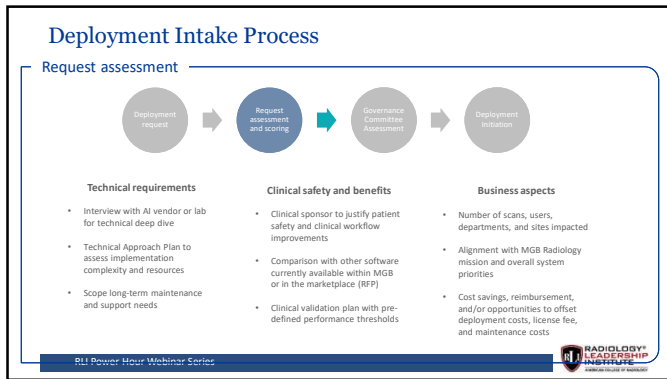 Deployment Intake Process
Request assessment
Deployment
request
Request
assessment
and scoring
Governance
Committee
Assessment
Deployment
Initiation
Technical requirements
• Interview with AI vendor or lab
for technical deep dive
• Technical Approach Plan to
assess implementation
complexity and resources
• Scope long-term maintenance
and support needs
Clinical safety and benefits
• Clinical sponsor to justify patient
safety and clinical workflow
improvements
• Comparison with other software
currently available within MGB
or in the marketplace (RFP)
• Clinical validation plan with pre-
defined performance thresholds
Business aspects
• Number of scans, users,
departments, and sites impacted
• Alignment with MGB Radiology
mission and overall system
priorities
• Cost savings, reimbursement,
and/or opportunities to offset
deployment costs, license fee,
and maintenance costs
RLI Power Hour Webinar Series
RLI
RADIOLOGY®
LEADERSHIP
INSTITUTE
AMERICAN COLLEGE OF RADIOLOGY